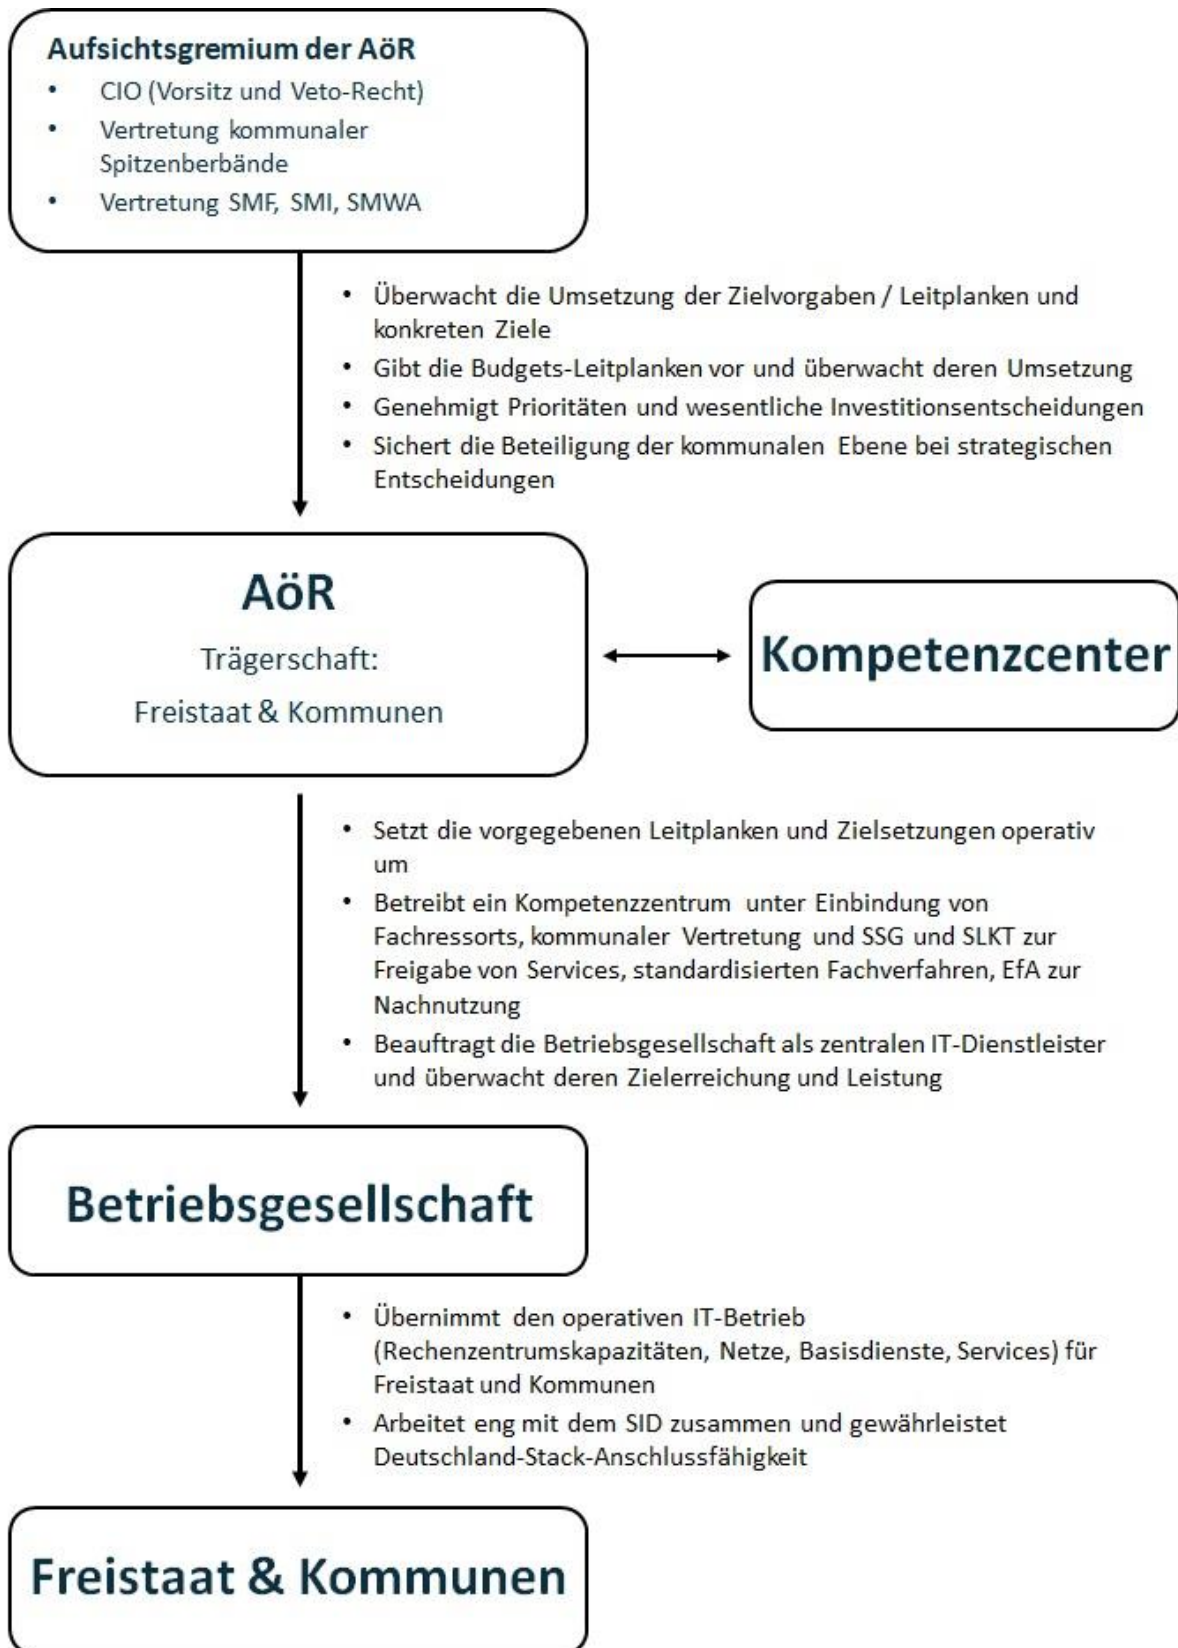 Aufsichtsgremium der AöR
• CIO (Vorsitz und Veto-Recht)
• Vertretung kommunaler
Spitzenberbände
• Vertretung SMF, SMI, SMWA
• Überwacht die Umsetzung der Zielvorgaben / Leitplanken und
konkreten Ziele
• Gibt die Budgets-Leitplanken vor und überwacht deren Umsetzung
• Genehmigt Prioritäten und wesentliche Investitionsentscheidungen
• Sichert die Beteiligung der kommunalen Ebene bei strategischen
Entscheidungen
AöR
Trägerschaft:
Freistaat & Kommunen
Kompetenzcenter
• Setzt die vorgegebenen Leitplanken und Zielsetzungen operativ
um
• Betreibt ein Kompetenzzentrum unter Einbindung von
Fachressorts, kommunaler Vertretung und SSG und SLKT zur
Freigabe von Services, standardisierten Fachverfahren, EfA zur
Nachnutzung
• Beauftragt die Betriebsgesellschaft als zentralen IT-Dienstleister
und überwacht deren Zielerreichung und Leistung
Betriebsgesellschaft
• Übernimmt den operativen IT-Betrieb
(Rechenzentrumskapazitäten, Netze, Basisdienste, Services) für
Freistaat und Kommunen
• Arbeitet eng mit dem SID zusammen und gewährleistet
Deutschland-Stack-Anschlussfähigkeit
Freistaat & Kommunen